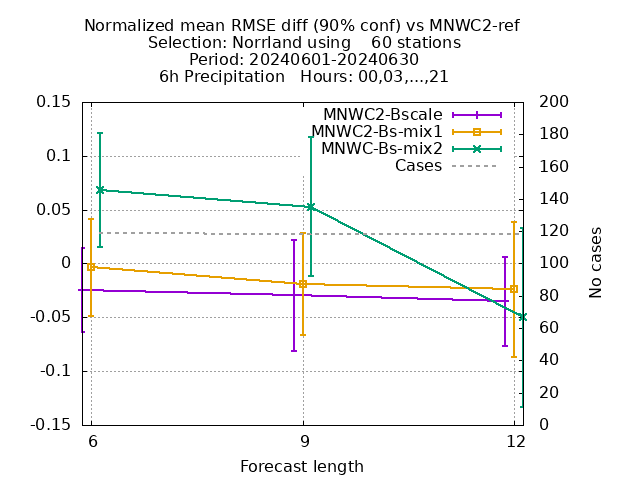 Normalized mean RMSE diff (90% conf) vs MNWC2-ref
Selection: Norrland using    60 stations
Period: 20240601-20240630
6h Precipitation   Hours: 00,03,...,21
MNWC2-Bscale
MNWC2-Bs-mix1
MNWC-Bs-mix2
Cases
0.15
0.1
0.05
0
-0.05
-0.1
-0.15
200
180
160
140
120
100
80
60
40
20
0
No cases
6
9
12
Forecast length